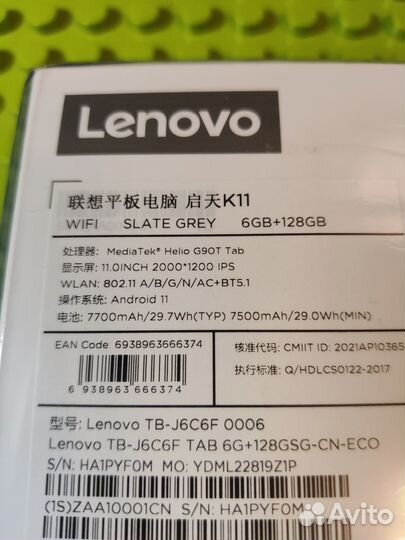 Lenovo
联想平板电脑 启天K11
WIFI SLATE GREY 6GB+128GB
处理器: MediaTek® Helio G90T Tab
显示屏: 11.0INCH 2000*1200 IPS
WLAN: 802.11 A/B/G/N/AC+BT5.1
操作系统: Android 11
电池: 7700mAh/29.7Wh(TYP) 7500mAh/29.0Wh(MIN)
EAN Code 6938963666374
6 938963 666374
核准代码: CMIIT ID: 2021AP10365
执行标准: Q/HDLCS0122-2017
型号: Lenovo TB-J6C6F 0006
Lenovo TB-J6C6F TAB 6G+128GSG-CN-ECO
S/N: HA1PYF0M MO: YDML22819Z1P
(1S)ZAA10001CN S/N: HA1PYF0M
Avito